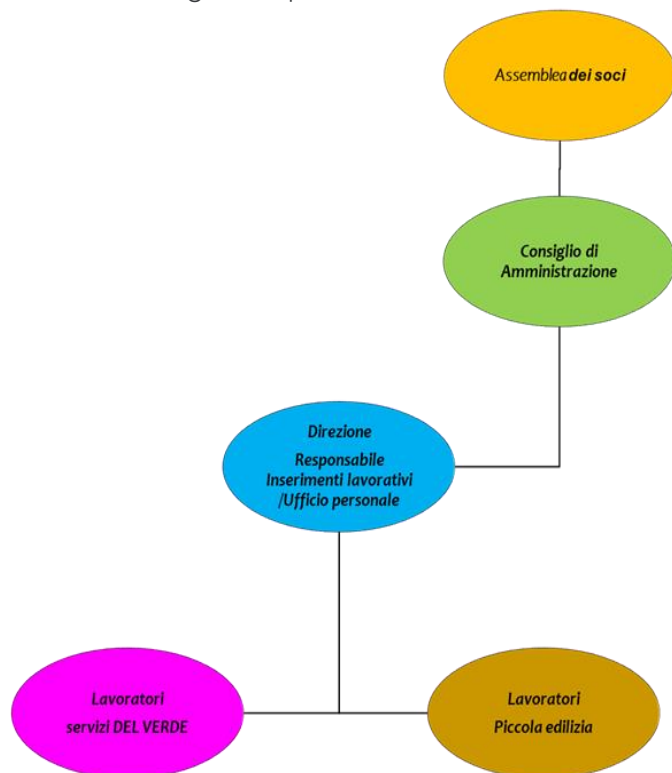 Assemblea dei soci
Consiglio di
Amministrazione
Direzione
Responsabile
Inserimenti lavorativi
/Ufficio personale
Lavoratori
servizi DEL VERDE
Lavoratori
Piccola edilizia